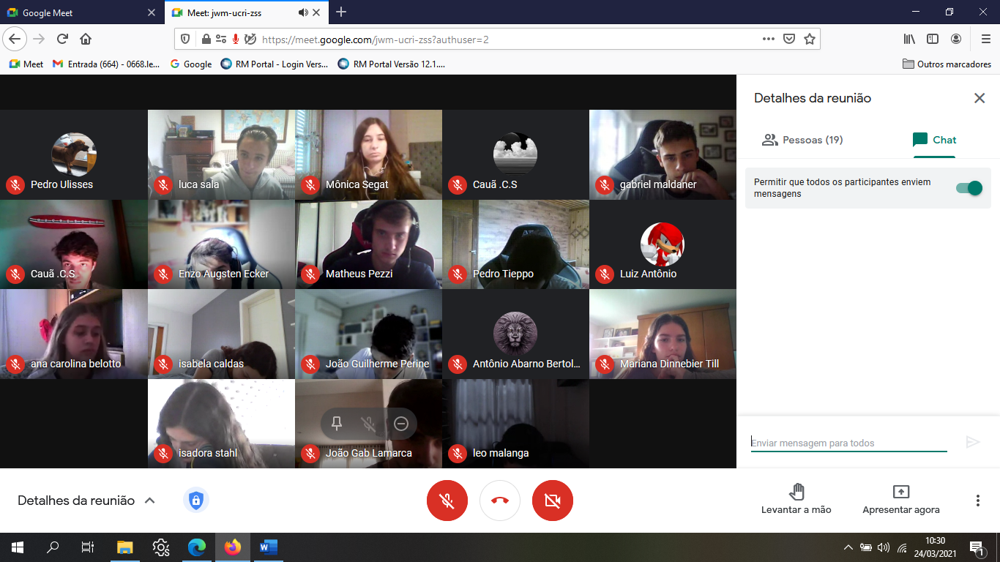 Google Meet
Meet: jwm-ucri-zss
https://meet.google.com/jwm-ucri-zss?authuser=2
Meet
Entrada (664) - 0668.le...
Google
RM Portal - Login Vers...
RM Portal Versão 12.1....
Outros marcadores
Detalhes da reunião
Pessoas (19)
Chat
Permitir que todos os participantes enviem
mensagens
Pedro Ulisses
luca sala
Mônica Segat
Cauã .C.S
gabriel maldaner
Cauã .C.S
Enzo Augsten Ecker
Matheus Pezzi
Pedro Tieppo
Luiz Antônio
ana carolina belotto
isabela caldas
João Guilherme Perine
Antônio Abarno Bertol...
Mariana Dinnebier Till
isadora stahl
João Gab Lamarca
leo malanga
Enviar mensagem para todos
Detalhes da reunião
Levantar a mão
Apresentar agora
10:30
24/03/2021
1